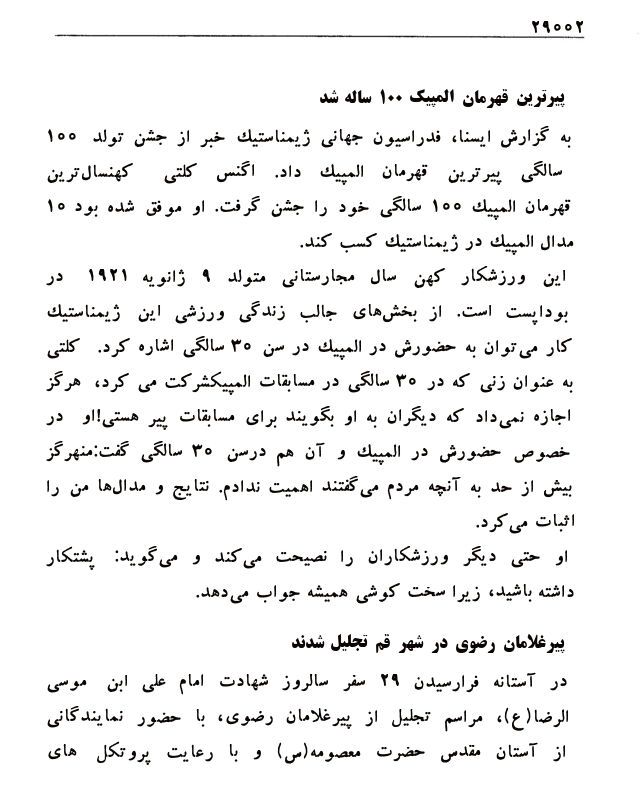 ۲۹۰۰۲
پیرترین قهرمان المپیک ۱۰۰ ساله شد
به گزارش ایسنا، فدراسیون جهانی ژیمناستیك خبر از جشن تولد ۱۰۰
سالگی پیرترین قهرمان المپیك داد. اگنس کلتی کهنسال‌ترین
قهرمان المپیك ۱۰۰ سالگی خود را جشن گرفت. او موفق شده بود ۱۰
مدال المپیك در ژیمناستیك کسب کند.
این ورزشکار کهن سال مجارستانی متولد ۹ ژانویه ۱۹۲۱ در
بوداپست است. از بخش‌های جالب زندگی ورزشی این ژیمناستیك
کار می‌توان به حضورش در المپیك در سن ۳۰ سالگی اشاره کرد. کلتی
به عنوان زنی که در ۳۰ سالگی در مسابقات المپیکشرکت می کرد، هرگز
اجازه نمی‌داد که دیگران به او بگویند برای مسابقات پیر هستی!او در
خصوص حضورش در المپیك و آن هم درسن ۳۰ سالگی گفت:منهرگز
بیش از حد به آنچه مردم می‌گفتند اهمیت ندادم. نتایج و مدال‌ها من را
اثبات می‌کرد.
او حتی دیگر ورزشکاران را نصیحت می‌کند و می‌گوید: پشتکار
داشته باشید، زیرا سخت کوشی همیشه جواب می‌دهد.
پیرغلامان رضوی در شهر قم تجلیل شدند
در آستانه فرارسیدن ۲۹ سفر سالروز شهادت امام علی ابن موسی
الرضا(ع)، مراسم تجلیل از پیرغلامان رضوی، با حضور نمایندگانی
از آستان مقدس حضرت معصومه(س) و با رعایت پروتکل های